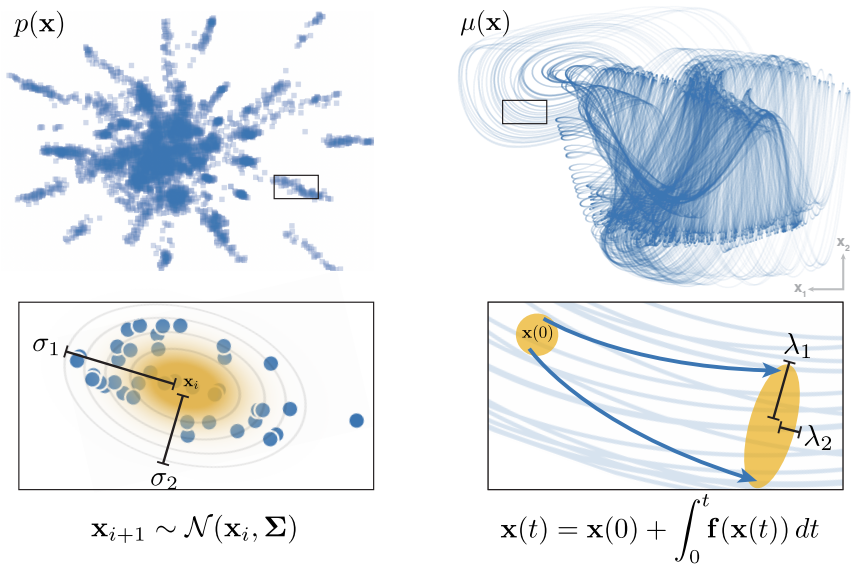 p(𝐱)
μ(𝐱)
𝐱₂
𝐱₁
σ₁
𝐱ᵢ
σ₂
𝐱(0)
λ₁
λ₂
𝐱ᵢ₊₁ ∼ 𝒩(𝐱ᵢ, 𝚺)
𝐱(t) = 𝐱(0) + ∫₀ᵗ 𝐟(𝐱(t)) dt